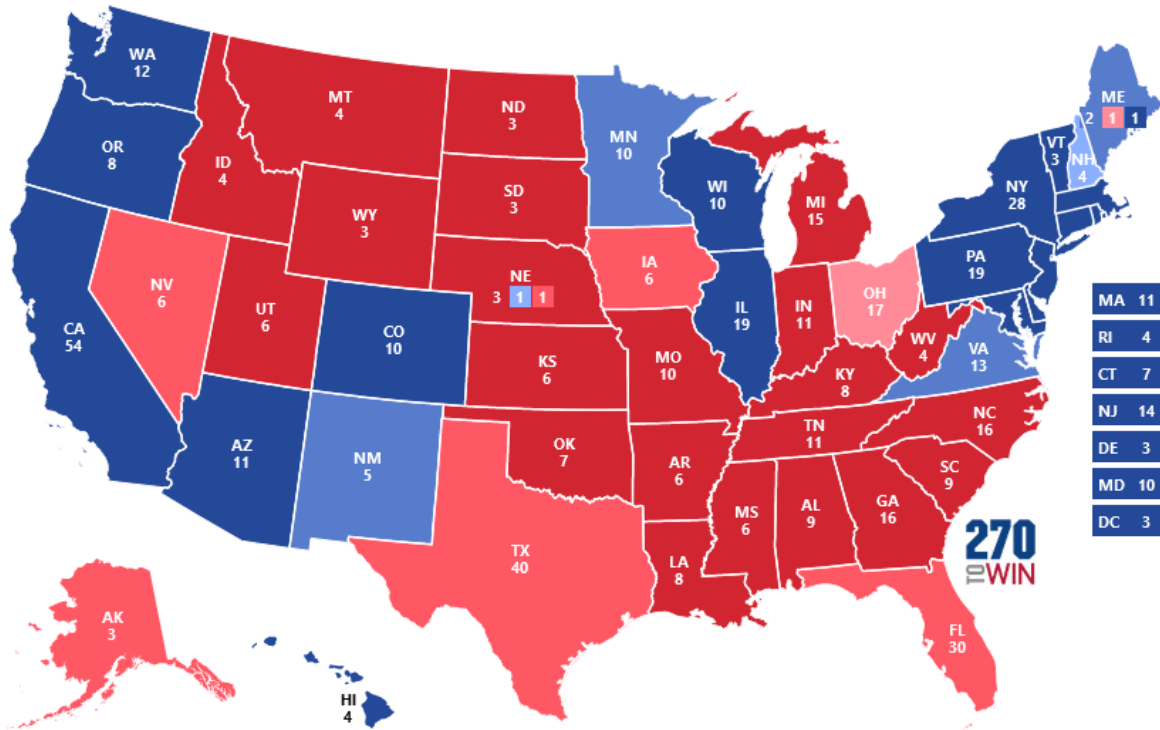 WA
12
OR
8
CA
54
NV
6
ID
4
MT
4
WY
3
UT
6
CO
10
AZ
11
NM
5
ND
3
SD
3
NE
3 1 1
KS
6
OK
7
TX
40
MN
10
IA
6
MO
10
AR
6
LA
8
WI
10
IL
19
MI
15
IN
11
OH
17
KY
8
TN
11
MS
6
AL
9
GA
16
FL
30
SC
9
NC
16
VA
13
WV
4
PA
19
NY
28
VT
3
NH
4
ME
2 1 1
MA 11
RI 4
CT 7
NJ 14
DE 3
MD 10
DC 3
AK
3
HI
4
270
TO WIN